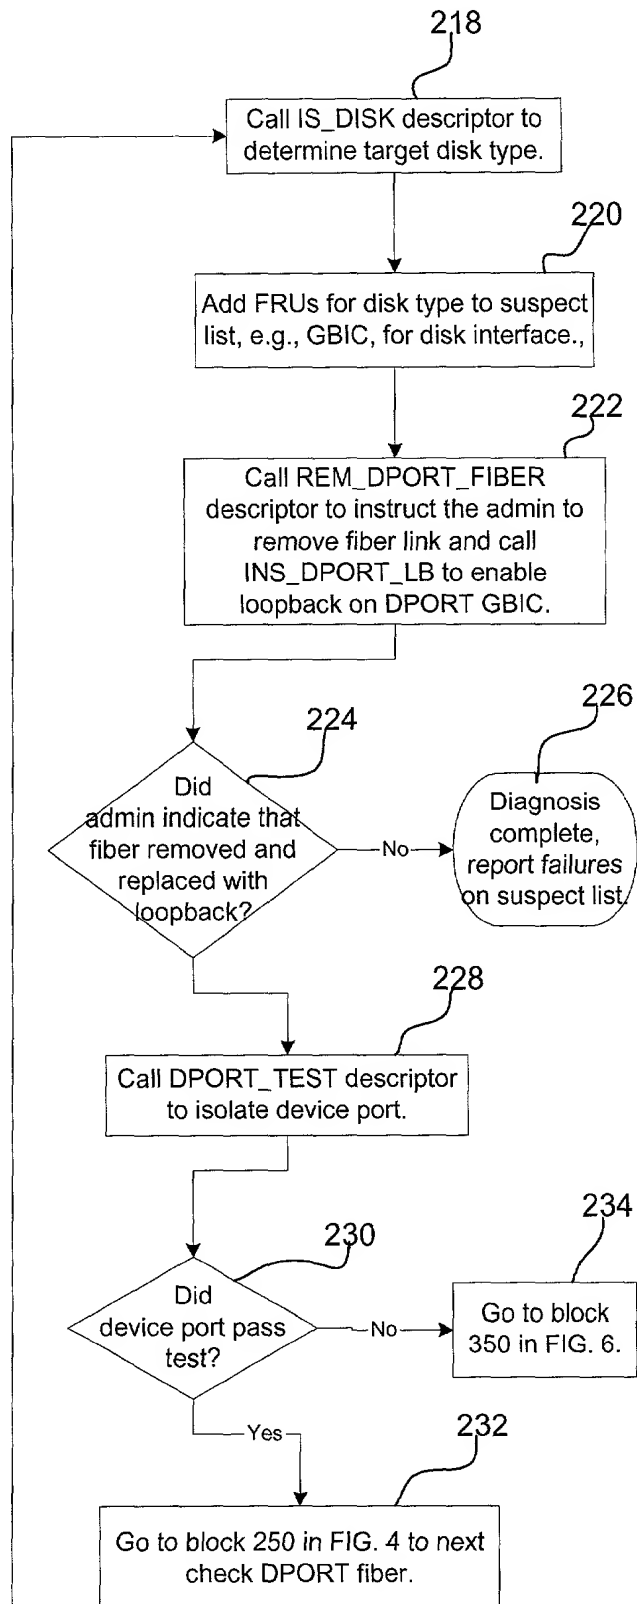 218
Call IS_DISK descriptor to
determine target disk type.
220
Add FRUs for disk type to suspect
list, e.g., GBIC, for disk interface.,
222
Call REM_DPORT_FIBER
descriptor to instruct the admin to
remove fiber link and call
INS_DPORT_LB to enable
loopback on DPORT GBIC.
224
Did
admin indicate that
fiber removed and
replaced with
loopback?
No
226
Diagnosis
complete,
report failures
on suspect list.
228
Call DPORT_TEST descriptor
to isolate device port.
230
Did
device port pass
test?
No
234
Go to block
350 in FIG. 6.
Yes
232
Go to block 250 in FIG. 4 to next
check DPORT fiber.